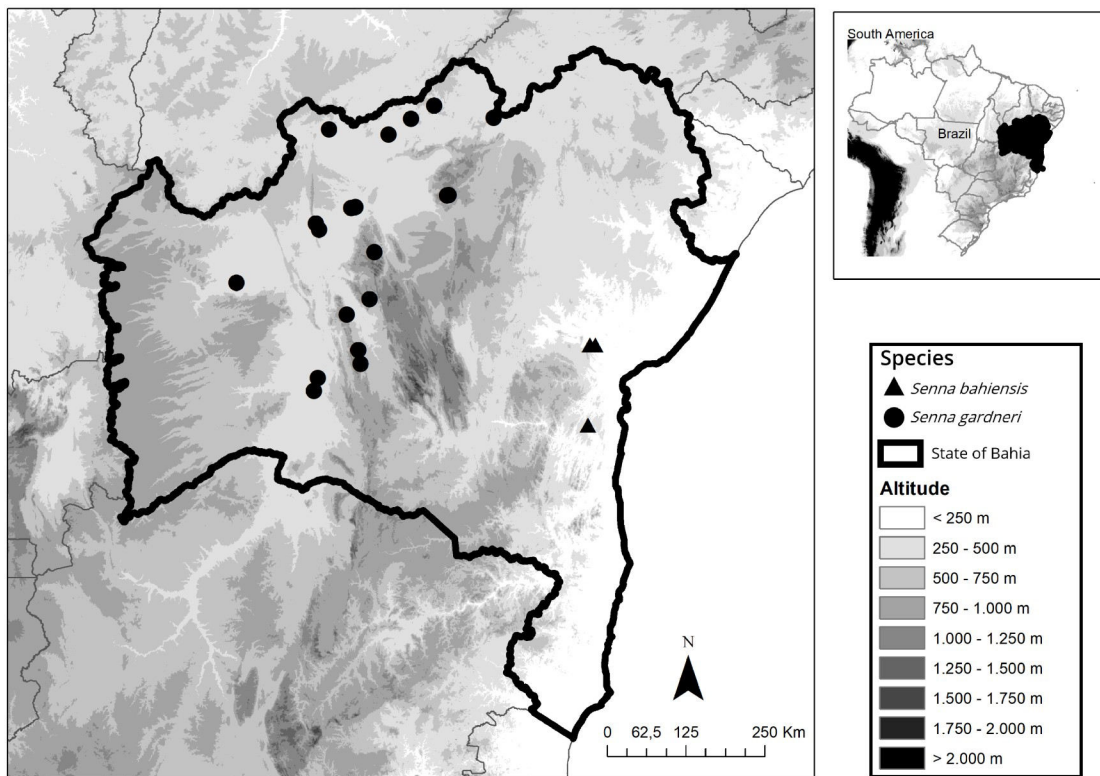 South America
Brazil
Species
Senna bahiensis
Senna gardneri
State of Bahia
Altitude
< 250 m
250 - 500 m
500 - 750 m
750 - 1.000 m
1.000 - 1.250 m
1.250 - 1.500 m
1.500 - 1.750 m
1.750 - 2.000 m
> 2.000 m
N
0 62,5 125 250 Km